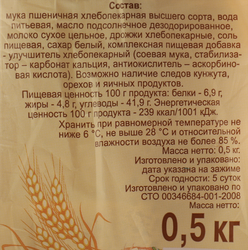 Состав:
мука пшеничная хлебопекарная высшего сорта, вода
питьевая, масло подсолнечное дезодорированное,
молоко сухое цельное, дрожжи хлебопекарные, соль
пищевая, сахар белый, комплексная пищевая добавка
- улучшитель хлебопекарный (соевая мука, стабилиза-
тор – карбонат кальция, антиокислитель – аскорбино-
вая кислота). Возможно наличие следов кунжута,
орехов и яичных продуктов.
Пищевая ценность 100 г продукта: белки - 6,9 г,
жиры - 4,8 г, углеводы - 41,9 г. Энергетическая
ценность 100 г продукта - 239 ккал/1001 кДж.
Хранить при равномерной температуре не
ниже 6 °С, не выше 28 °С и относительной
влажности воздуха не более 85 %.
Масса нетто: 0,5 кг.
Изготовлено и упаковано:
дата указана на зажиме
Срок годности: 5 суток
Изготовлено по
СТО 00346684-001-2008
Масса нетто:
0,5 кг